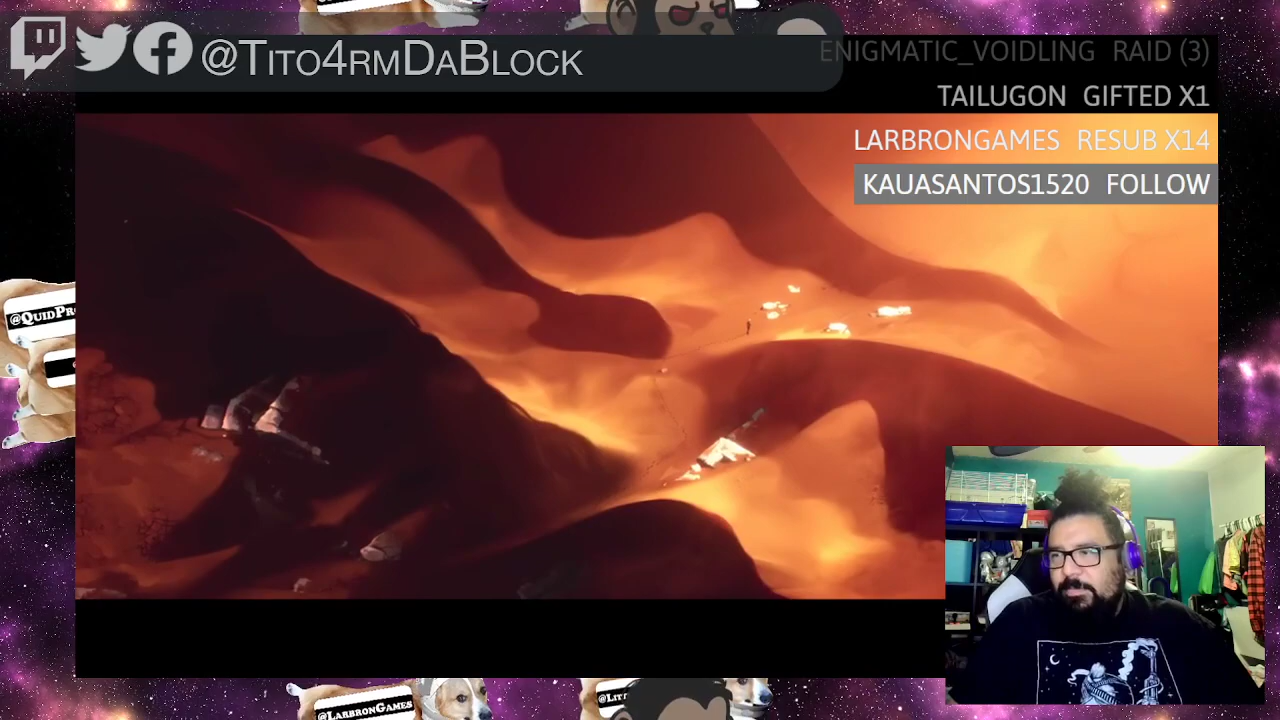 @Tito4rmDaBlock
ENIGMATIC_VOIDLING RAID (3)
TAILUGON GIFTED X1
LARBRONGAMES RESUB X14
KAUASANTOS1520 FOLLOW
@LARBRONGAMES